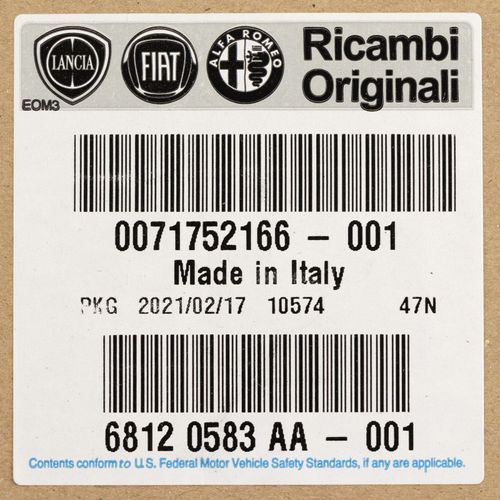 LANCIA FIAT ALFA ROMEO Ricambi
Originali
EOM3
0071752166 - 001
Made in Italy
PKG 2021/02/17 10574 47N
6812 0583 AA - 001
Contents conform to U.S. Federal Motor Vehicle Safety Standards, if any are applicable.